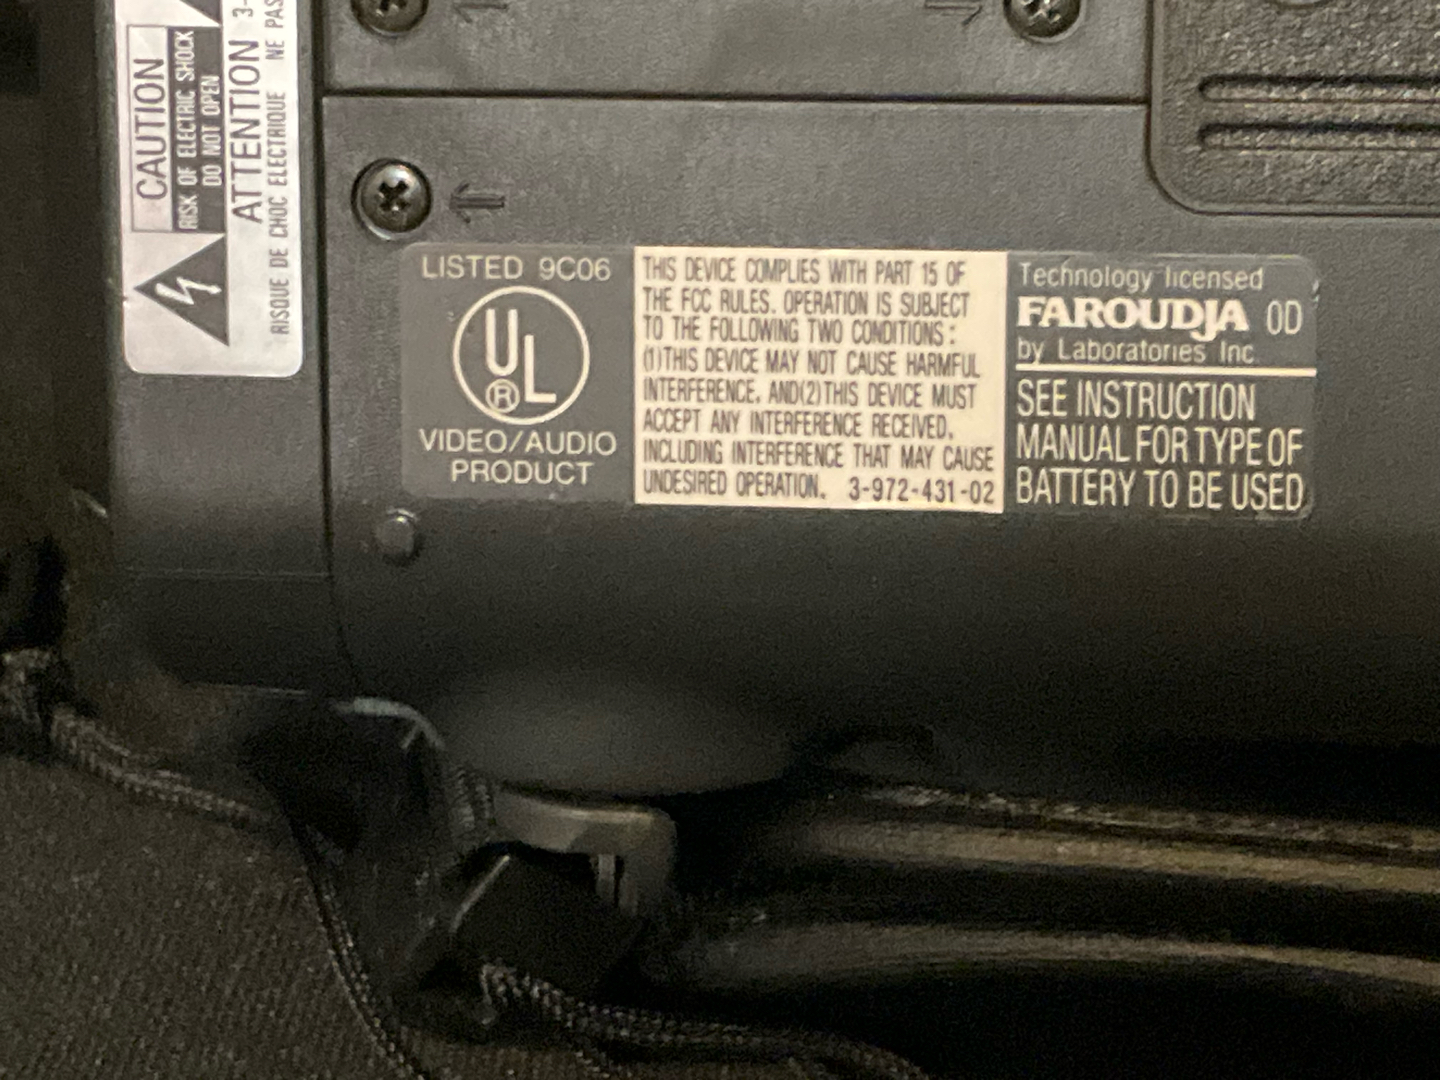 CAUTION
RISK OF ELECTRIC SHOCK
DO NOT OPEN
ATTENTION 3-
RISQUE DE CHOC ELECTRIQUE NE PAS
LISTED 9C06
UL
®
VIDEO/AUDIO
PRODUCT
THIS DEVICE COMPLIES WITH PART 15 OF
THE FCC RULES. OPERATION IS SUBJECT
TO THE FOLLOWING TWO CONDITIONS:
(1)THIS DEVICE MAY NOT CAUSE HARMFUL
INTERFERENCE, AND(2)THIS DEVICE MUST
ACCEPT ANY INTERFERENCE RECEIVED,
INCLUDING INTERFERENCE THAT MAY CAUSE
UNDESIRED OPERATION. 3-972-431-02
Technology licensed
FAROUDJA 0D
by Laboratories Inc.
SEE INSTRUCTION
MANUAL FOR TYPE OF
BATTERY TO BE USED